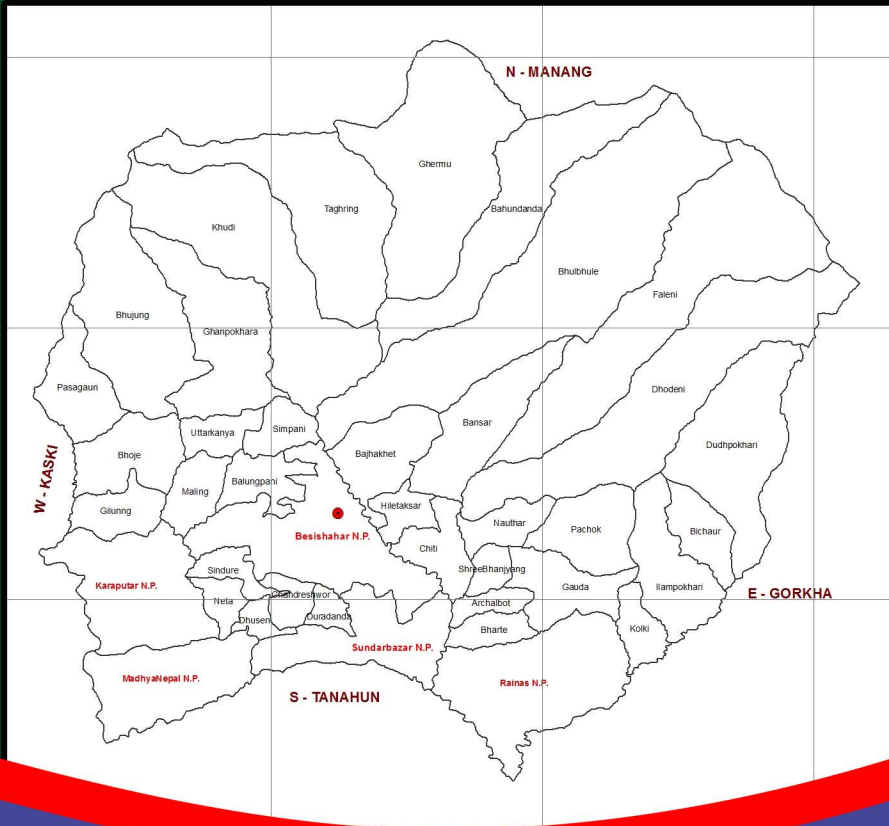 N - MANANG
Ghermu
Taghring
Bahundanda
Khudi
Bhulbhule
Faleni
Bhujung
Ghanpokhara
Pasagaun
Dhodeni
Bansar
Uttarkanya
Simpani
Dudhpokhari
Bhoje
Bajhakhet
W - KASKI
Balungpani
Maling
Hiletaksar
Gilunng
Nauthar
Pachok
Bichaur
Besishahar N.P.
Chiti
Sindure
ShreeBhanjyang
Karaputar N.P.
Gauda
Ilampokhari
E - GORKHA
Chandreshwor
Neta
Archalbot
Duradanda
Dhusen
Bharte
Kolki
Sundarbazar N.P.
MadhyaNepal N.P.
Rainas N.P.
S - TANAHUN